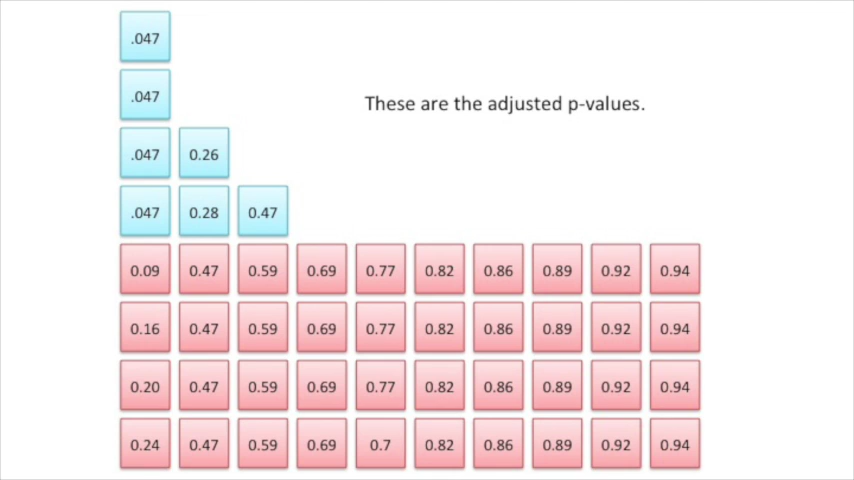 .047
.047
These are the adjusted p-values.
.047 0.26
.047 0.28 0.47
0.09 0.47 0.59 0.69 0.77 0.82 0.86 0.89 0.92 0.94
0.16 0.47 0.59 0.69 0.77 0.82 0.86 0.89 0.92 0.94
0.20 0.47 0.59 0.69 0.77 0.82 0.86 0.89 0.92 0.94
0.24 0.47 0.59 0.69 0.7 0.82 0.86 0.89 0.92 0.94